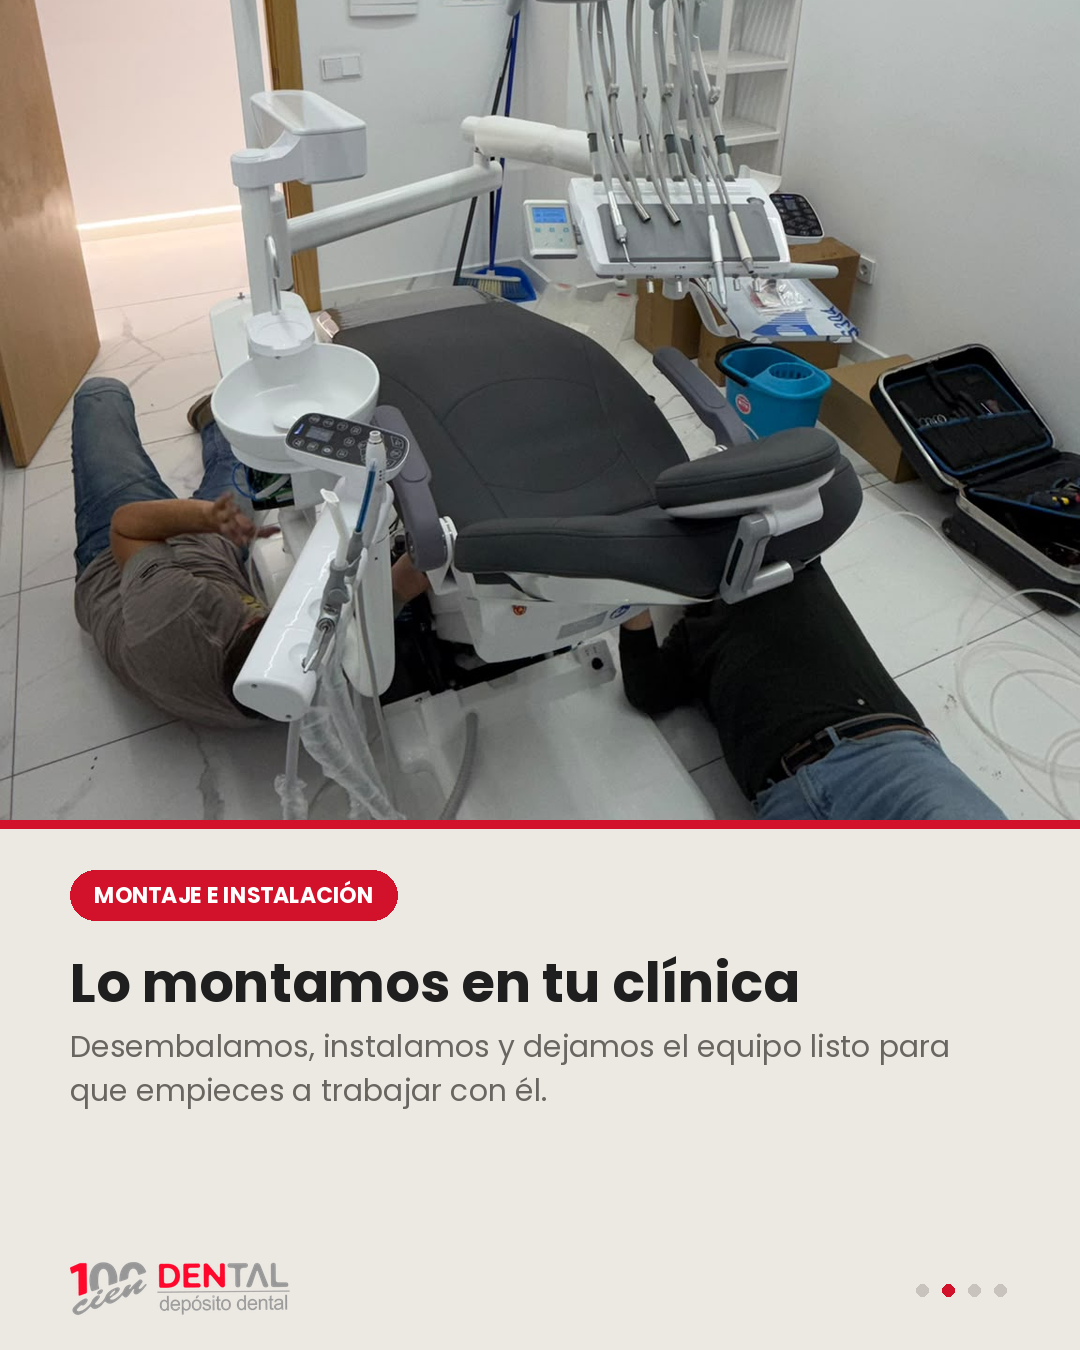 MONTAJE E INSTALACIÓN
Lo montamos en tu clínica
Desembalamos, instalamos y dejamos el equipo listo para
que empieces a trabajar con él.
100 DENTAL
cien depósito dental